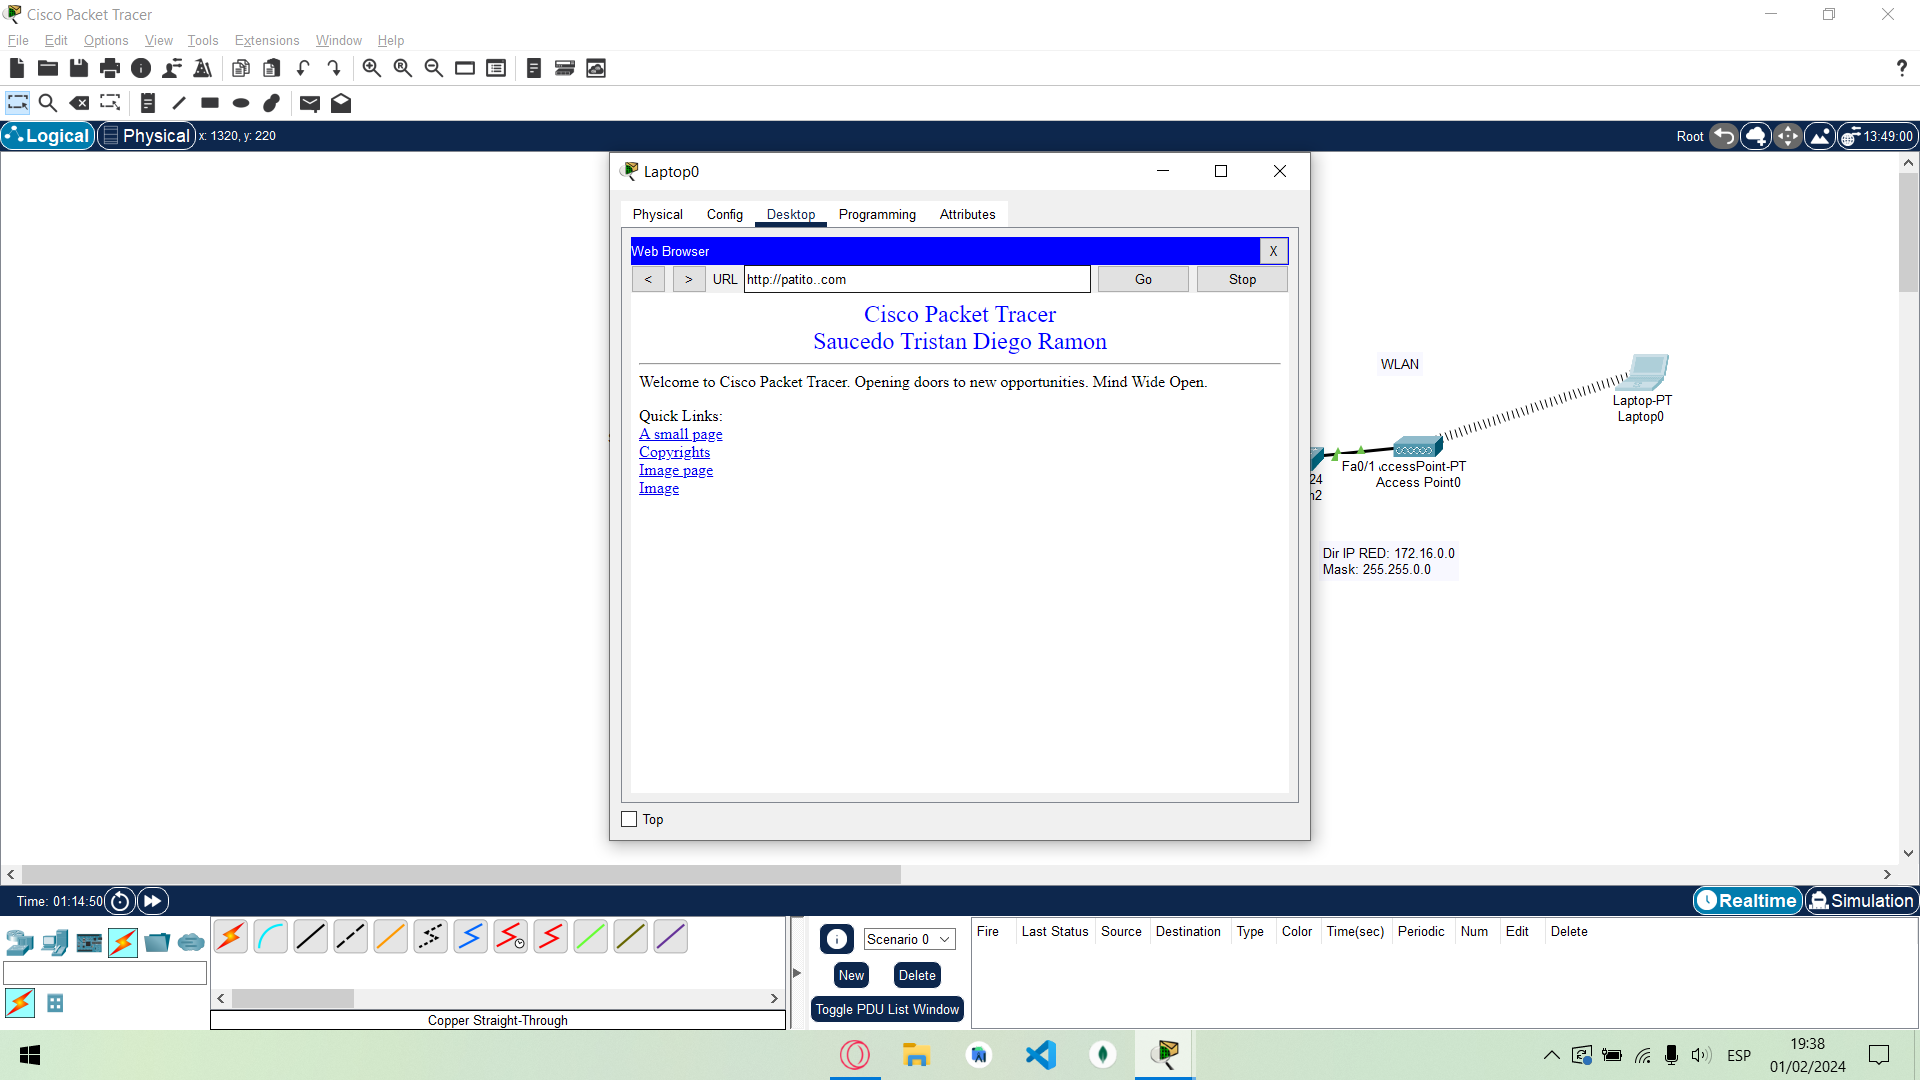 Cisco Packet Tracer
File Edit Options View Tools Extensions Window Help
?
Logical Physical x: 1320, y: 220 Root 13:49:00
Laptop0
Physical Config Desktop Programming Attributes
Web Browser X
< > URL http://patito..com Go Stop
Cisco Packet Tracer
Saucedo Tristan Diego Ramon
Welcome to Cisco Packet Tracer. Opening doors to new opportunities. Mind Wide Open.
Quick Links:
A small page
Copyrights
Image page
Image
Top
WLAN
Laptop-PT
Laptop0
Fa0/1 ccessPoint-PT
Access Point0
24
Dir IP RED: 172.16.0.0
Mask: 255.255.0.0
Time: 01:14:50 Realtime Simulation
Scenario 0
New Delete
Toggle PDU List Window
Fire Last Status Source Destination Type Color Time(sec) Periodic Num Edit Delete
Copper Straight-Through
ESP 19:38
01/02/2024